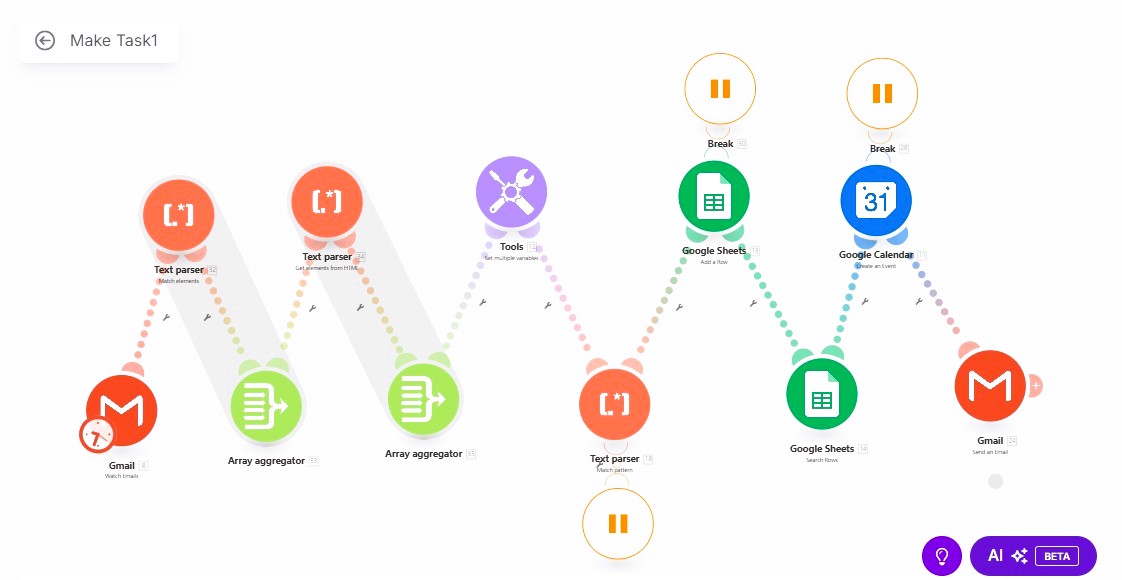 Make Task1
Break 30
Break 28
Text parser 32
Match elements
Text parser 34
Get elements from HTML
Tools 12
Set multiple variables
Google Sheets 13
Add a Row
31
Google Calendar 11
Create an Event
Gmail 8
Watch Emails
Array aggregator 33
Array aggregator 35
Text parser 18
Match pattern
Google Sheets 14
Search Rows
Gmail 24
Send an Email
AI BETA